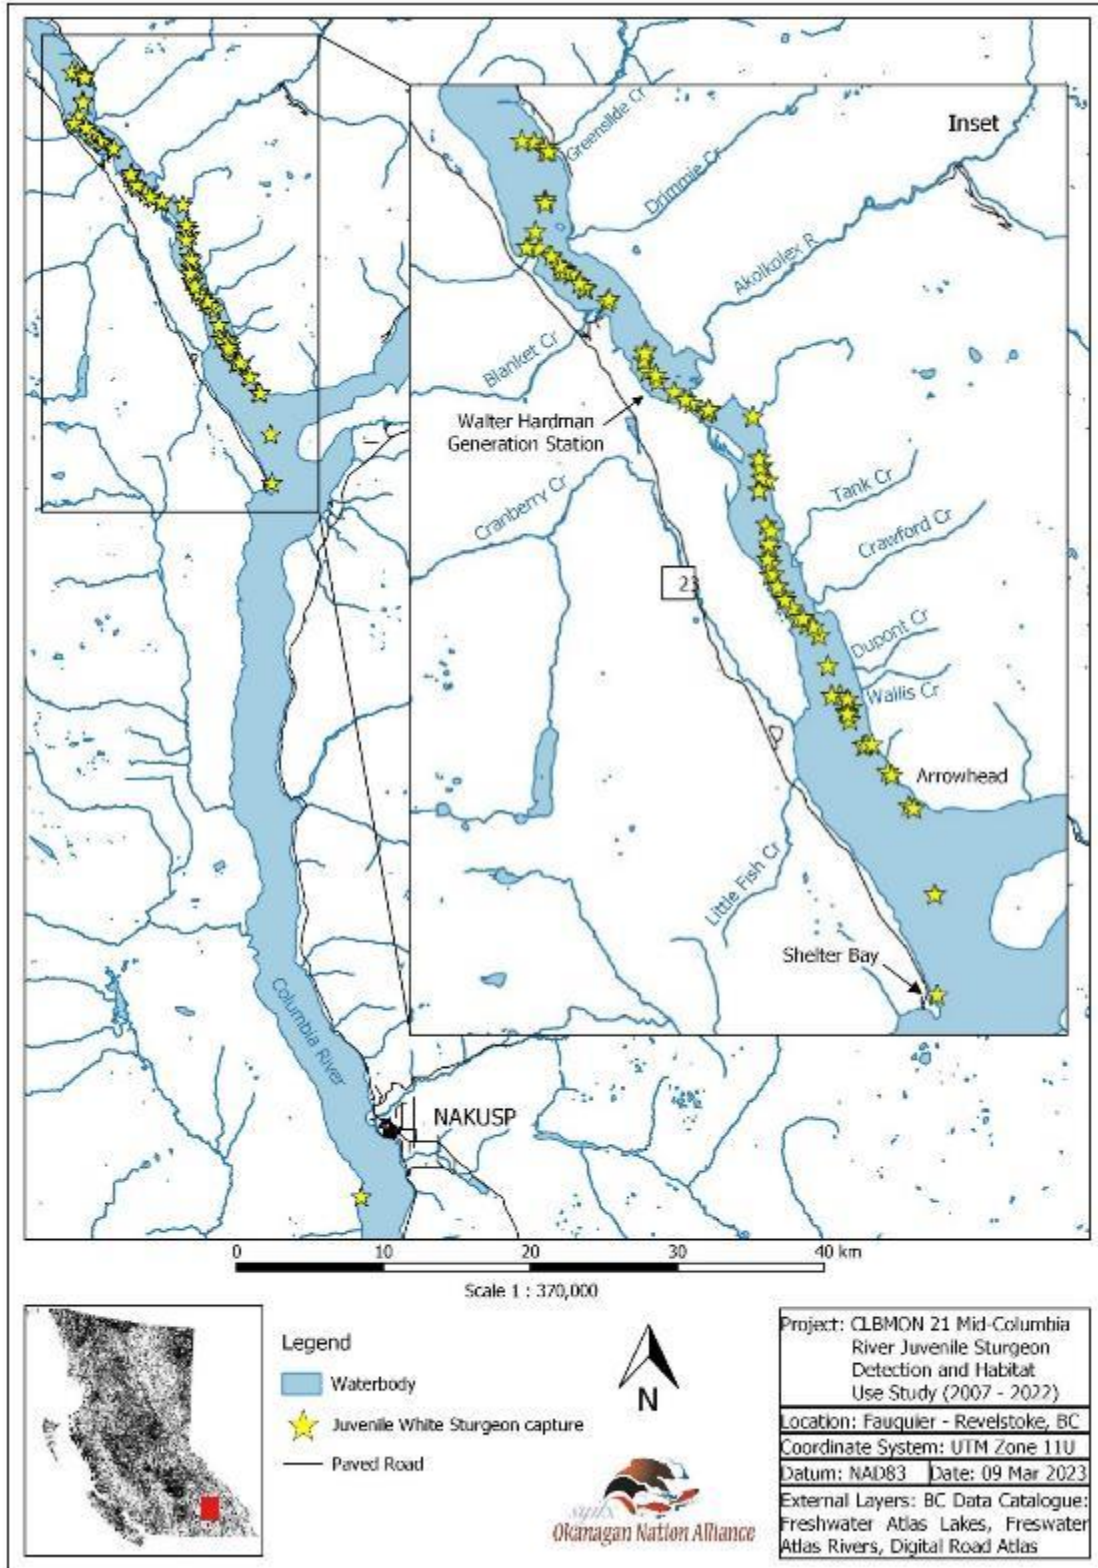 Inset
Greenslide Cr
Drimmie Cr
Akolkolex R
Blanket Cr
Walter Hardman
Generation Station
Cranberry Cr
Tank Cr
Crawford Cr
23
Dupont Cr
Wallis Cr
Arrowhead
Little Fish Cr
Shelter Bay
Columbia River
NAKUSP
0 10 20 30 40 km
Scale 1 : 370,000
Legend
Waterbody
Juvenile White Sturgeon capture
Paved Road
N
syilx
Okanagan Nation Alliance
Project: CLBMON 21 Mid-Columbia
River Juvenile Sturgeon
Detection and Habitat
Use Study (2007 - 2022)
Location: Fauquier - Revelstoke, BC
Coordinate System: UTM Zone 11U
Datum: NAD83 Date: 09 Mar 2023
External Layers: BC Data Catalogue:
Freshwater Atlas Lakes, Freswater
Atlas Rivers, Digital Road Atlas